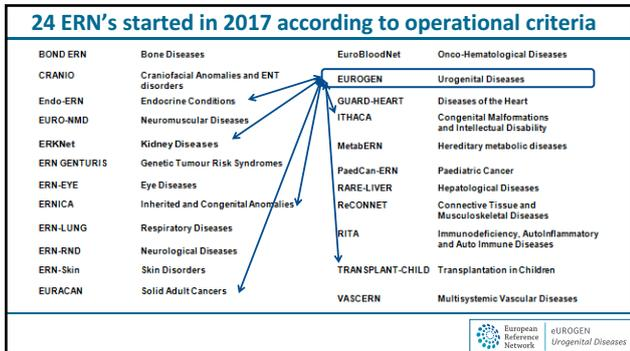 24 ERN's started in 2017 according to operational criteria
BOND ERN Bone Diseases
CRANIO Craniofacial Anomalies and ENT
disorders
Endo-ERN Endocrine Conditions
EURO-NMD Neuromuscular Diseases
ERKNet Kidney Diseases
ERN GENTURIS Genetic Tumour Risk Syndromes
ERN-EYE Eye Diseases
ERNICA Inherited and Congenital Anomalies
ERN-LUNG Respiratory Diseases
ERN-RND Neurological Diseases
ERN-Skin Skin Disorders
EURACAN Solid Adult Cancers
EuroBloodNet Onco-Hematological Diseases
EUROGEN Urogenital Diseases
GUARD-HEART Diseases of the Heart
ITHACA Congenital Malformations
and Intellectual Disability
MetabERN Hereditary metabolic diseases
PaedCan-ERN Paediatric Cancer
RARE-LIVER Hepatological Diseases
ReCONNET Connective Tissue and
Musculoskeletal Diseases
RITA Immunodeficiency, AutoInflammatory
and Auto Immune Diseases
TRANSPLANT-CHILD Transplantation in Children
VASCERN Multisystemic Vascular Diseases
European
Reference
Network
eUROGEN
Urogenital Diseases